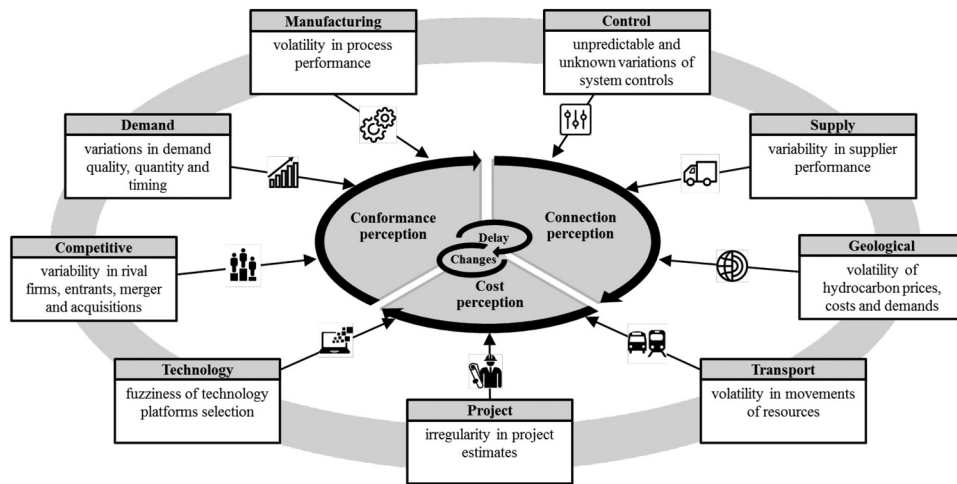 Manufacturing
volatility in process
performance
Control
unpredictable and
unknown variations of
system controls
Demand
variations in demand
quality, quantity and
timing
Supply
variability in supplier
performance
Conformance
perception
Connection
perception
Delay
Changes
Cost
perception
Competitive
variability in rival
firms, entrants, merger
and acquisitions
Geological
volatility of
hydrocarbon prices,
costs and demands
Technology
fuzziness of technology
platforms selection
Project
irregularity in project
estimates
Transport
volatility in movements
of resources